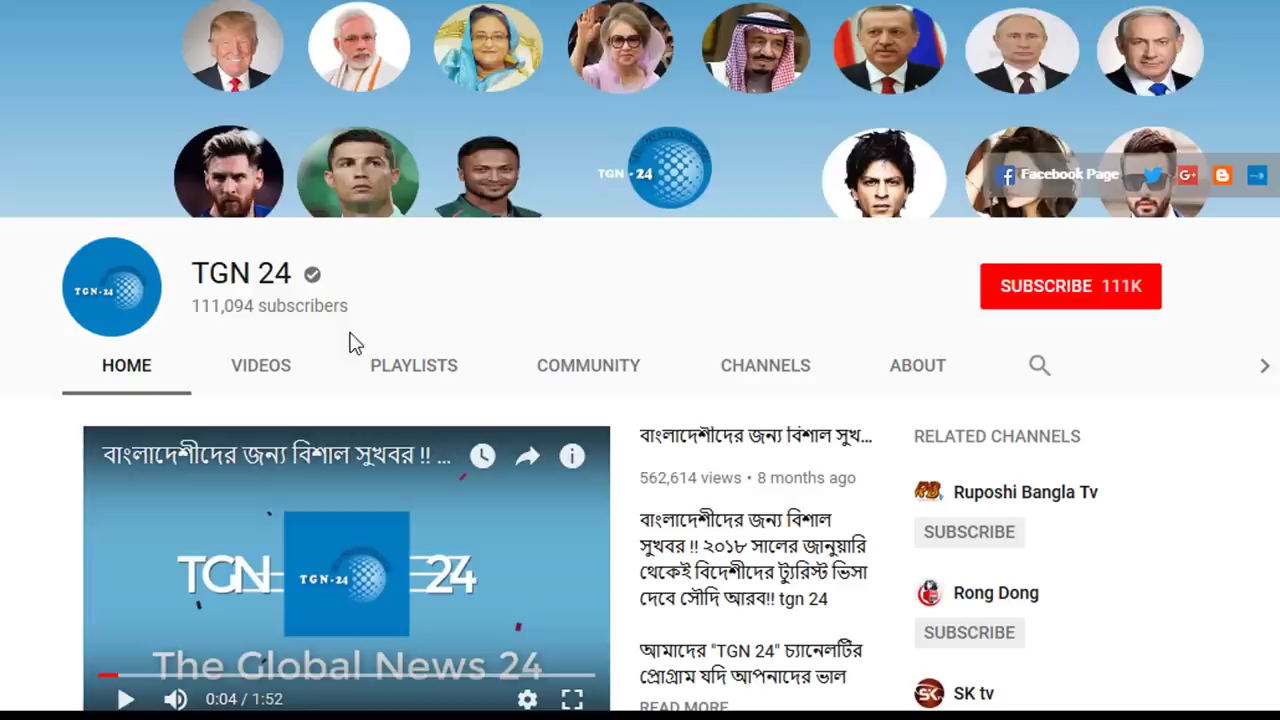 TGN - 24
Facebook Page
TGN-24
TGN 24
111,094 subscribers
SUBSCRIBE 111K
HOME
VIDEOS
PLAYLISTS
COMMUNITY
CHANNELS
ABOUT
বাংলাদেশীদের জন্য বিশাল সুখবর !! ...
TGN
TGN-24
24
The Global News 24
0:04 / 1:52
বাংলাদেশীদের জন্য বিশাল সুখ...
562,614 views • 8 months ago
বাংলাদেশীদের জন্য বিশাল
সুখবর !! ২০১৮ সালের জানুয়ারি
থেকেই বিদেশীদের ট্যুরিস্ট ভিসা
দেবে সৌদি আরব!! tgn 24
আমাদের "TGN 24" চ্যানেলটির
প্রোগ্রাম যদি আপনাদের ভাল
READ MORE
RELATED CHANNELS
Ruposhi Bangla Tv
SUBSCRIBE
Rong Dong
SUBSCRIBE
SK tv